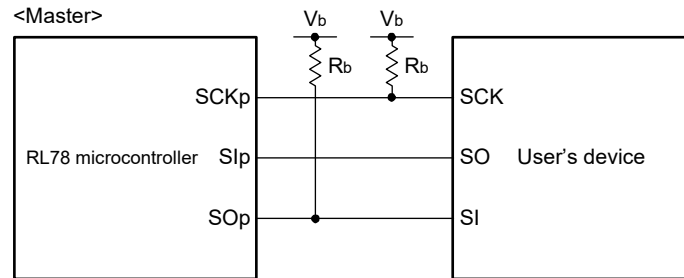 <Master>
Vb Vb
Rb Rb
SCKp SCK
RL78 microcontroller SIp SO User's device
SOp SI